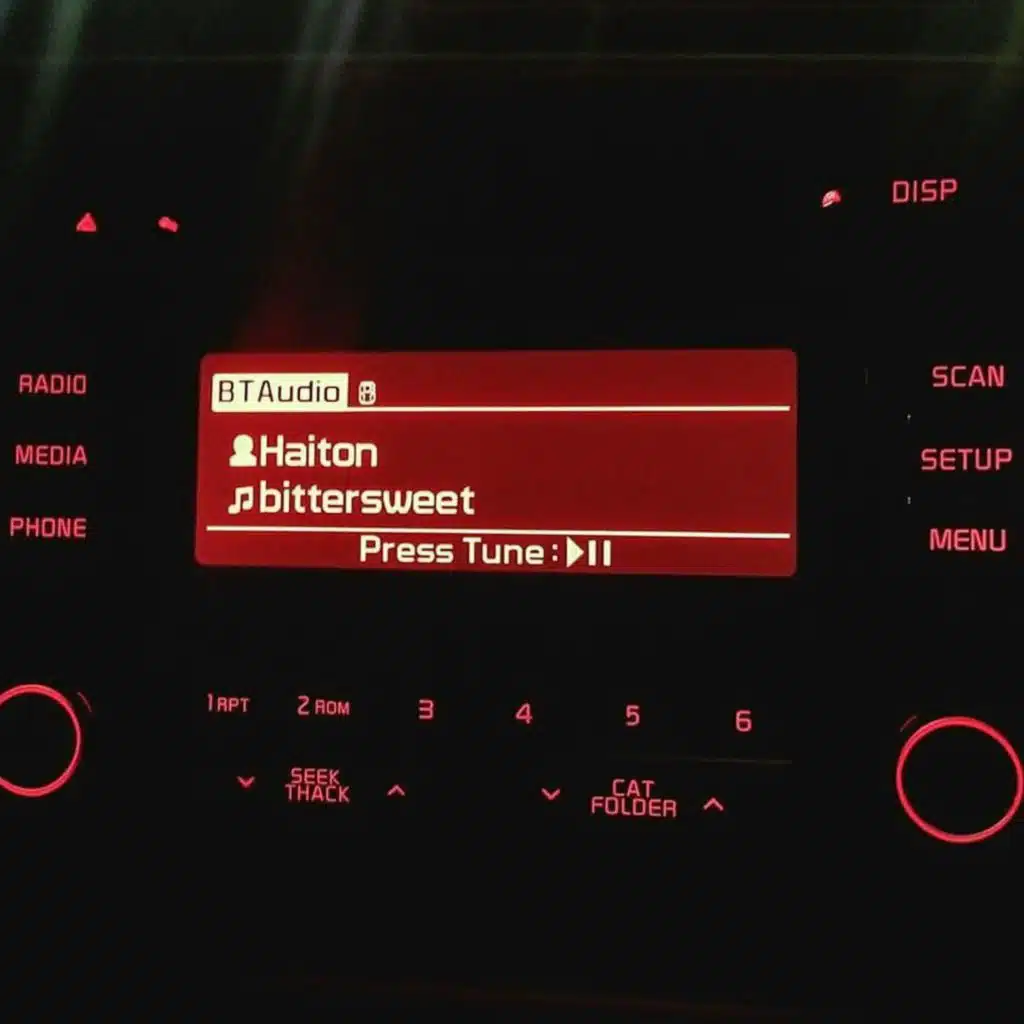 DISP
RADIO
MEDIA
PHONE
BTAudio
Haiton
bittersweet
Press Tune :
SCAN
SETUP
MENU
1 RPT
2 ROM
3
4
5
6
SEEK
THACK
CAT
FOLDER